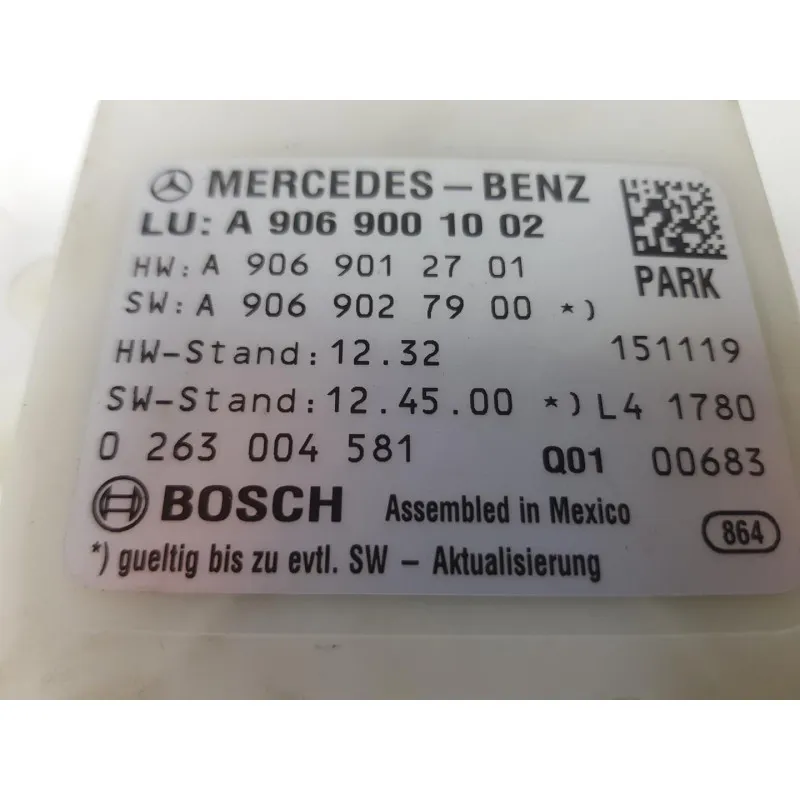 MERCEDES-BENZ
LU: A 906 900 10 02
PARK
HW: A 906 901 27 01
SW: A 906 902 79 00 *)
HW-Stand: 12.32 151119
SW-Stand: 12.45.00 *) L4 1780
0 263 004 581 Q01 00683
BOSCH Assembled in Mexico 864
*) gueltig bis zu evtl. SW - Aktualisierung